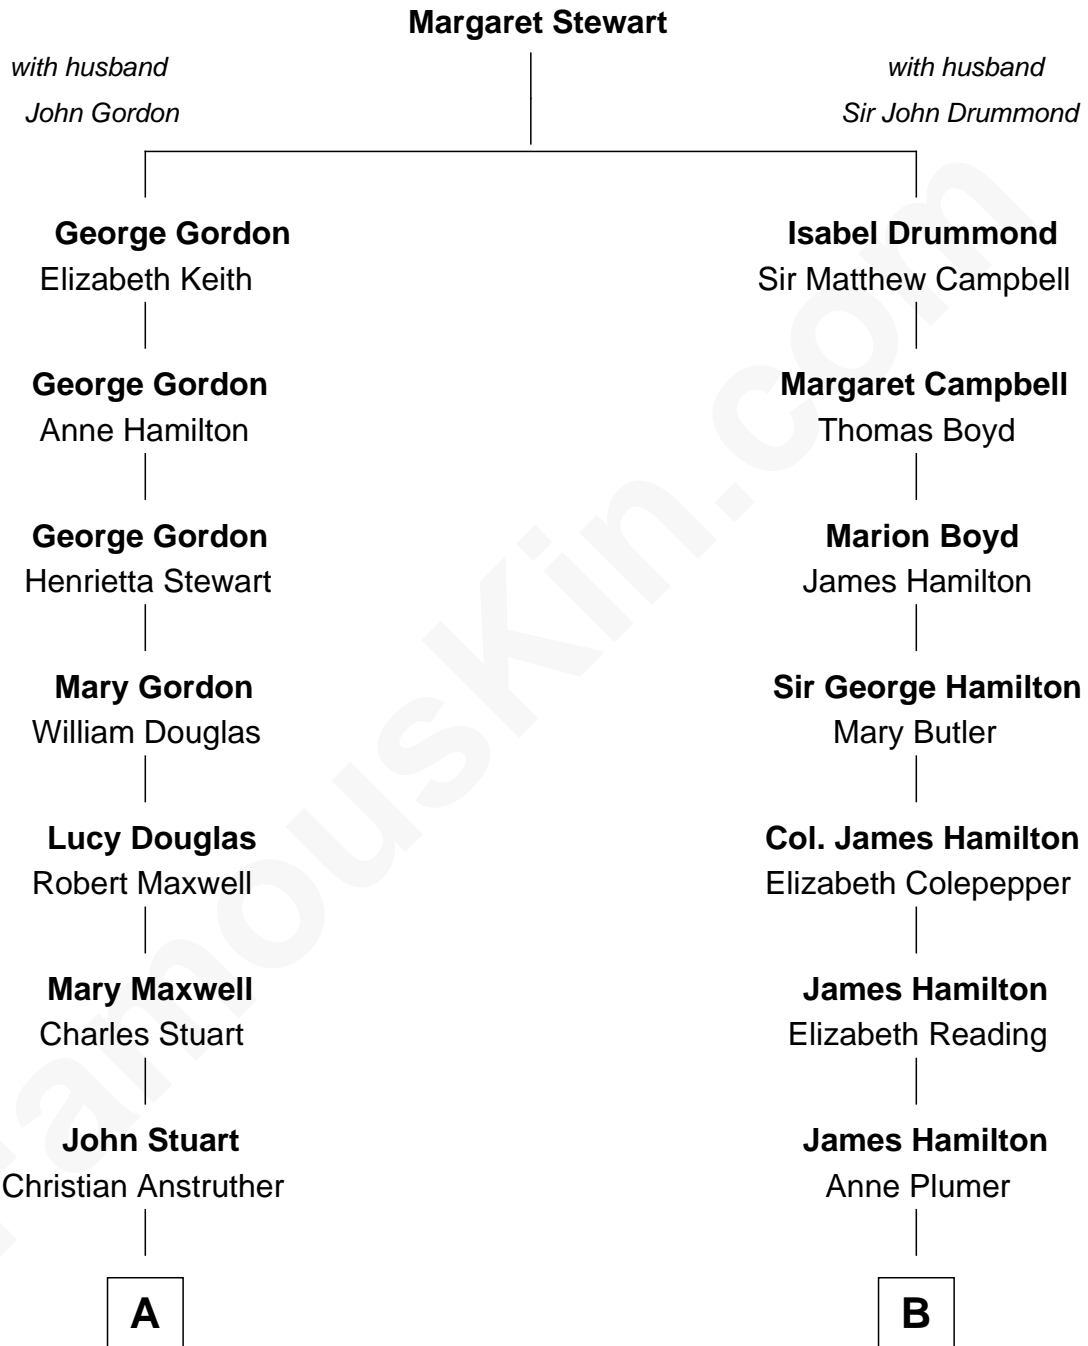 Margaret Stewart
with husband
John Gordon
with husband
Sir John Drummond
George Gordon
Elizabeth Keith
Isabel Drummond
Sir Matthew Campbell
George Gordon
Anne Hamilton
Margaret Campbell
Thomas Boyd
George Gordon
Henrietta Stewart
Marion Boyd
James Hamilton
Mary Gordon
William Douglas
Sir George Hamilton
Mary Butler
Lucy Douglas
Robert Maxwell
Col. James Hamilton
Elizabeth Colepepper
Mary Maxwell
Charles Stuart
James Hamilton
Elizabeth Reading
John Stuart
Christian Anstruther
James Hamilton
Anne Plumer
A
B
FamousKin.com